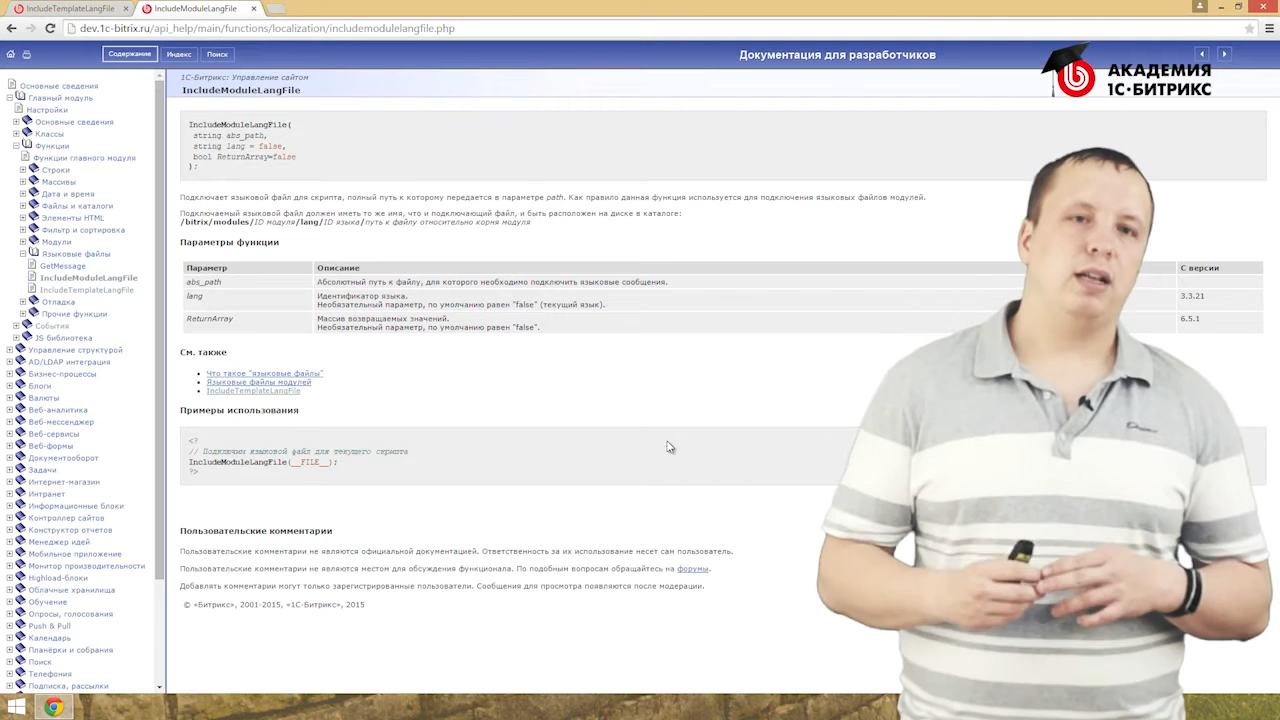 IncludeTemplateLangFile
IncludeModuleLangFile
dev.1c-bitrix.ru/api_help/main/functions/localization/includemodulelangfile.php
Содержание
Индекс
Поиск
Документация для разработчиков
АКАДЕМИЯ
1С·БИТРИКС
Основные сведения
Главный модуль
Настройки
Основные сведения
Классы
Функции
Функции главного модуля
Строки
Массивы
Дата и время
Файлы и каталоги
Элементы HTML
Фильтр и сортировка
Модули
Языковые файлы
GetMessage
IncludeModuleLangFile
IncludeTemplateLangFile
Отладка
Прочие функции
События
JS библиотека
Управление структурой
AD/LDAP интеграция
Бизнес-процессы
Блоги
Валюты
Веб-аналитика
Веб-мессенджер
Веб-сервисы
Веб-формы
Документооборот
Задачи
Интернет-магазин
Интранет
Информационные блоки
Контроллер сайтов
Конструктор отчетов
Менеджер идей
Мобильное приложение
Монитор производительности
Highload-блоки
Облачные хранилища
Обучение
Опросы, голосования
Push & Pull
Календарь
Планёрки и собрания
Поиск
Телефония
Подписка, рассылки
1С-Битрикс: Управление сайтом
IncludeModuleLangFile
IncludeModuleLangFile(
string abs_path,
string lang = false,
bool ReturnArray=false
);
Подключает языковой файл для скрипта, полный путь к которому передается в параметре path. Как правило данная функция используется для подключения языковых файлов модулей.
Подключаемый языковой файл должен иметь то же имя, что и подключающий файл, и быть расположен на диске в каталоге:
/bitrix/modules/ID модуля/lang/ID языка/путь к файлу относительно корня модуля
Параметры функции
Параметр Описание С версии
abs_path Абсолютный путь к файлу, для которого необходимо подключить языковые сообщения.
lang Идентификатор языка. 3.3.21
Необязательный параметр, по умолчанию равен "false" (текущий язык).
ReturnArray Массив возвращаемых значений. 6.5.1
Необязательный параметр, по умолчанию равен "false".
См. также
Что такое "языковые файлы"
Языковые файлы модулей
IncludeTemplateLangFile
Примеры использования
<?
// Подключим языковой файл для текущего скрипта
IncludeModuleLangFile(__FILE__);
?>
Пользовательские комментарии
Пользовательские комментарии не являются официальной документацией. Ответственность за их использование несет сам пользователь.
Пользовательские комментарии не являются местом для обсуждения функционала. По подобным вопросам обращайтесь на форумы.
Добавлять комментарии могут только зарегистрированные пользователи. Сообщения для просмотра появляются после модерации.
© «Битрикс», 2001-2015, «1С-Битрикс», 2015